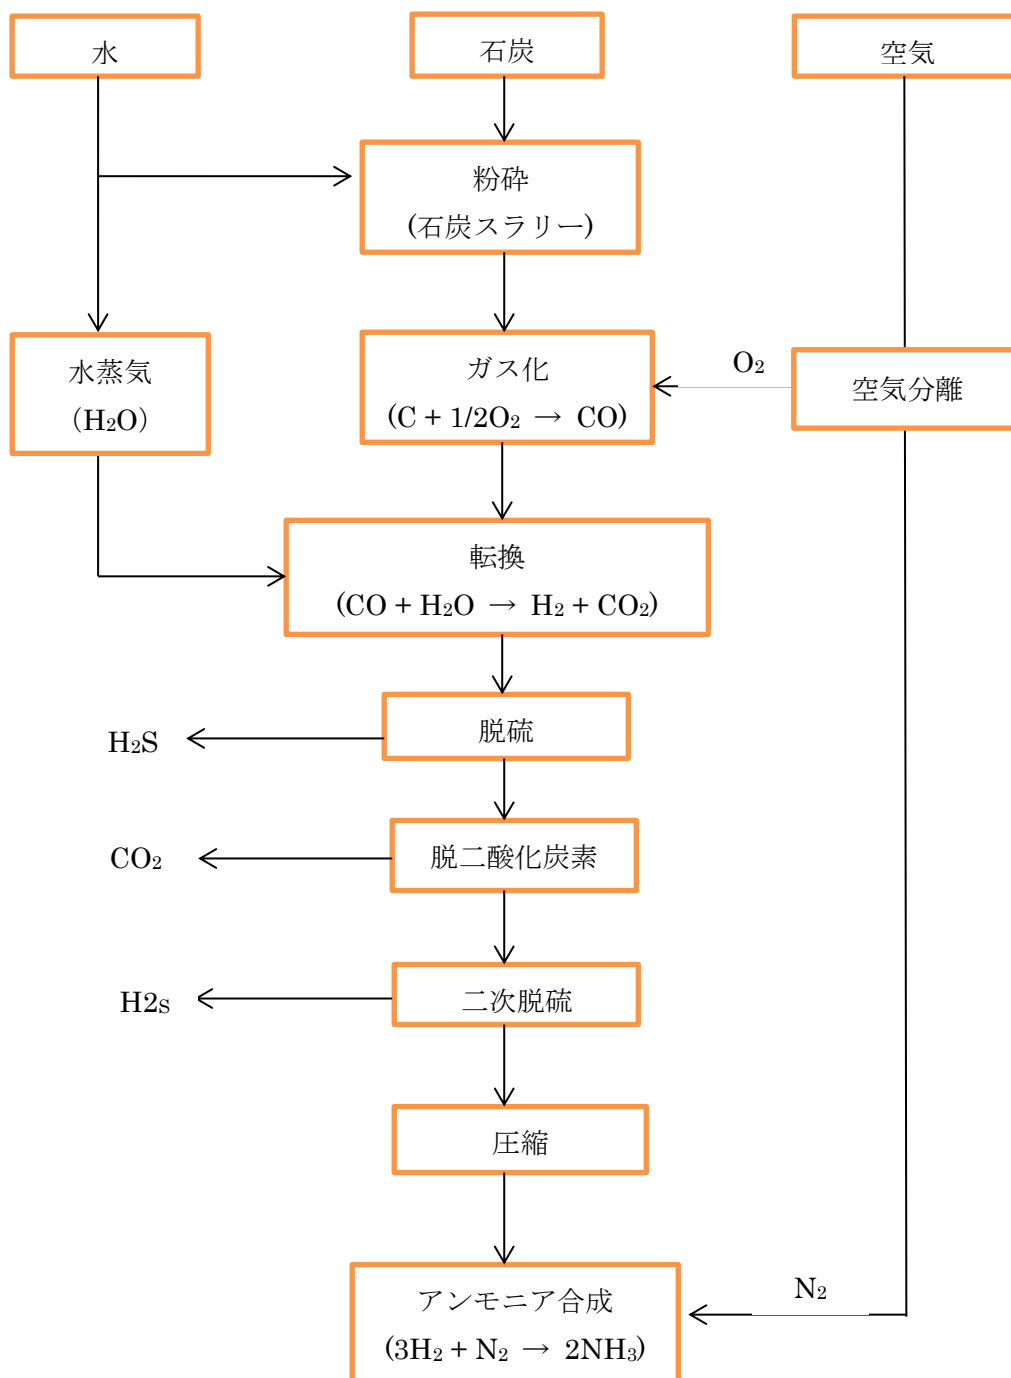 水
石炭
空気
粉砕
(石炭スラリー)
水蒸気
（H₂O）
ガス化
(C + 1/2O₂ → CO)
O₂
空気分離
転換
(CO + H₂O → H₂ + CO₂)
脱硫
H₂S
脱二酸化炭素
CO₂
二次脱硫
H2s
圧縮
アンモニア合成
(3H₂ + N₂ → 2NH₃)
N₂